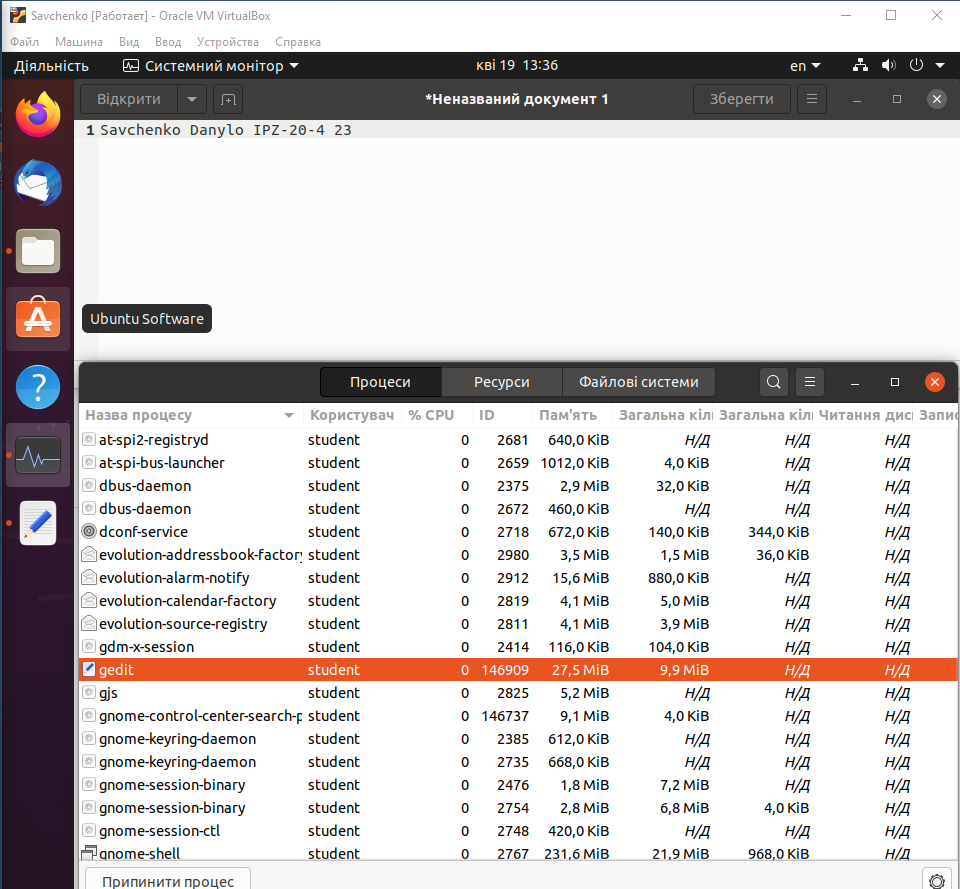 Savchenko [Работает] - Oracle VM VirtualBox
Файл Машина Вид Ввод Устройства Справка
Діяльність Системний монітор кві 19 13:36 en
Відкрити *Неназваний документ 1 Зберегти
1 Savchenko Danylo IPZ-20-4 23
Ubuntu Software
Процеси Ресурси Файлові системи
Назва процесу Користувач % CPU ID Пам'ять Загальна кіл Загальна кіл Читання дис Запис
at-spi2-registryd student 0 2681 640,0 KiB Н/Д Н/Д Н/Д
at-spi-bus-launcher student 0 2659 1012,0 KiB 4,0 KiB Н/Д Н/Д
dbus-daemon student 0 2375 2,9 MiB 32,0 KiB Н/Д Н/Д
dbus-daemon student 0 2672 460,0 KiB Н/Д Н/Д Н/Д
dconf-service student 0 2718 672,0 KiB 140,0 KiB 344,0 KiB Н/Д
evolution-addressbook-factory student 0 2980 3,5 MiB 1,5 MiB 36,0 KiB Н/Д
evolution-alarm-notify student 0 2912 15,6 MiB 880,0 KiB Н/Д Н/Д
evolution-calendar-factory student 0 2819 4,1 MiB 5,0 MiB Н/Д Н/Д
evolution-source-registry student 0 2811 4,1 MiB 3,9 MiB Н/Д Н/Д
gdm-x-session student 0 2414 116,0 KiB 104,0 KiB Н/Д Н/Д
gedit student 0 146909 27,5 MiB 9,9 MiB Н/Д Н/Д
gjs student 0 2825 5,2 MiB Н/Д Н/Д Н/Д
gnome-control-center-search-p student 0 146737 9,1 MiB 4,0 KiB Н/Д Н/Д
gnome-keyring-daemon student 0 2385 612,0 KiB Н/Д Н/Д Н/Д
gnome-keyring-daemon student 0 2735 668,0 KiB Н/Д Н/Д Н/Д
gnome-session-binary student 0 2476 1,8 MiB 7,2 MiB Н/Д Н/Д
gnome-session-binary student 0 2754 2,8 MiB 6,8 MiB 4,0 KiB Н/Д
gnome-session-ctl student 0 2748 420,0 KiB Н/Д Н/Д Н/Д
gnome-shell student 0 2767 231,6 MiB 21,9 MiB 968,0 KiB Н/Д
Припинити процес